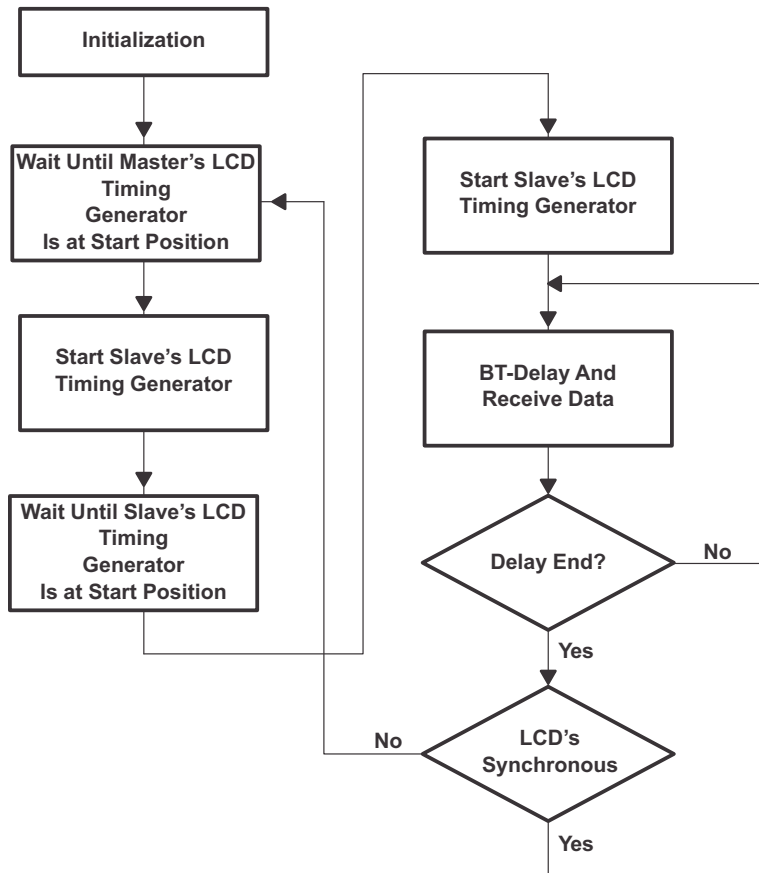 Initialization
Wait Until Master’s LCD
Timing
Generator
Is at Start Position
Start Slave’s LCD
Timing Generator
Wait Until Slave’s LCD
Timing
Generator
Is at Start Position
Start Slave’s LCD
Timing Generator
BT-Delay And
Receive Data
Delay End?
No
Yes
LCD’s
Synchronous
No
Yes